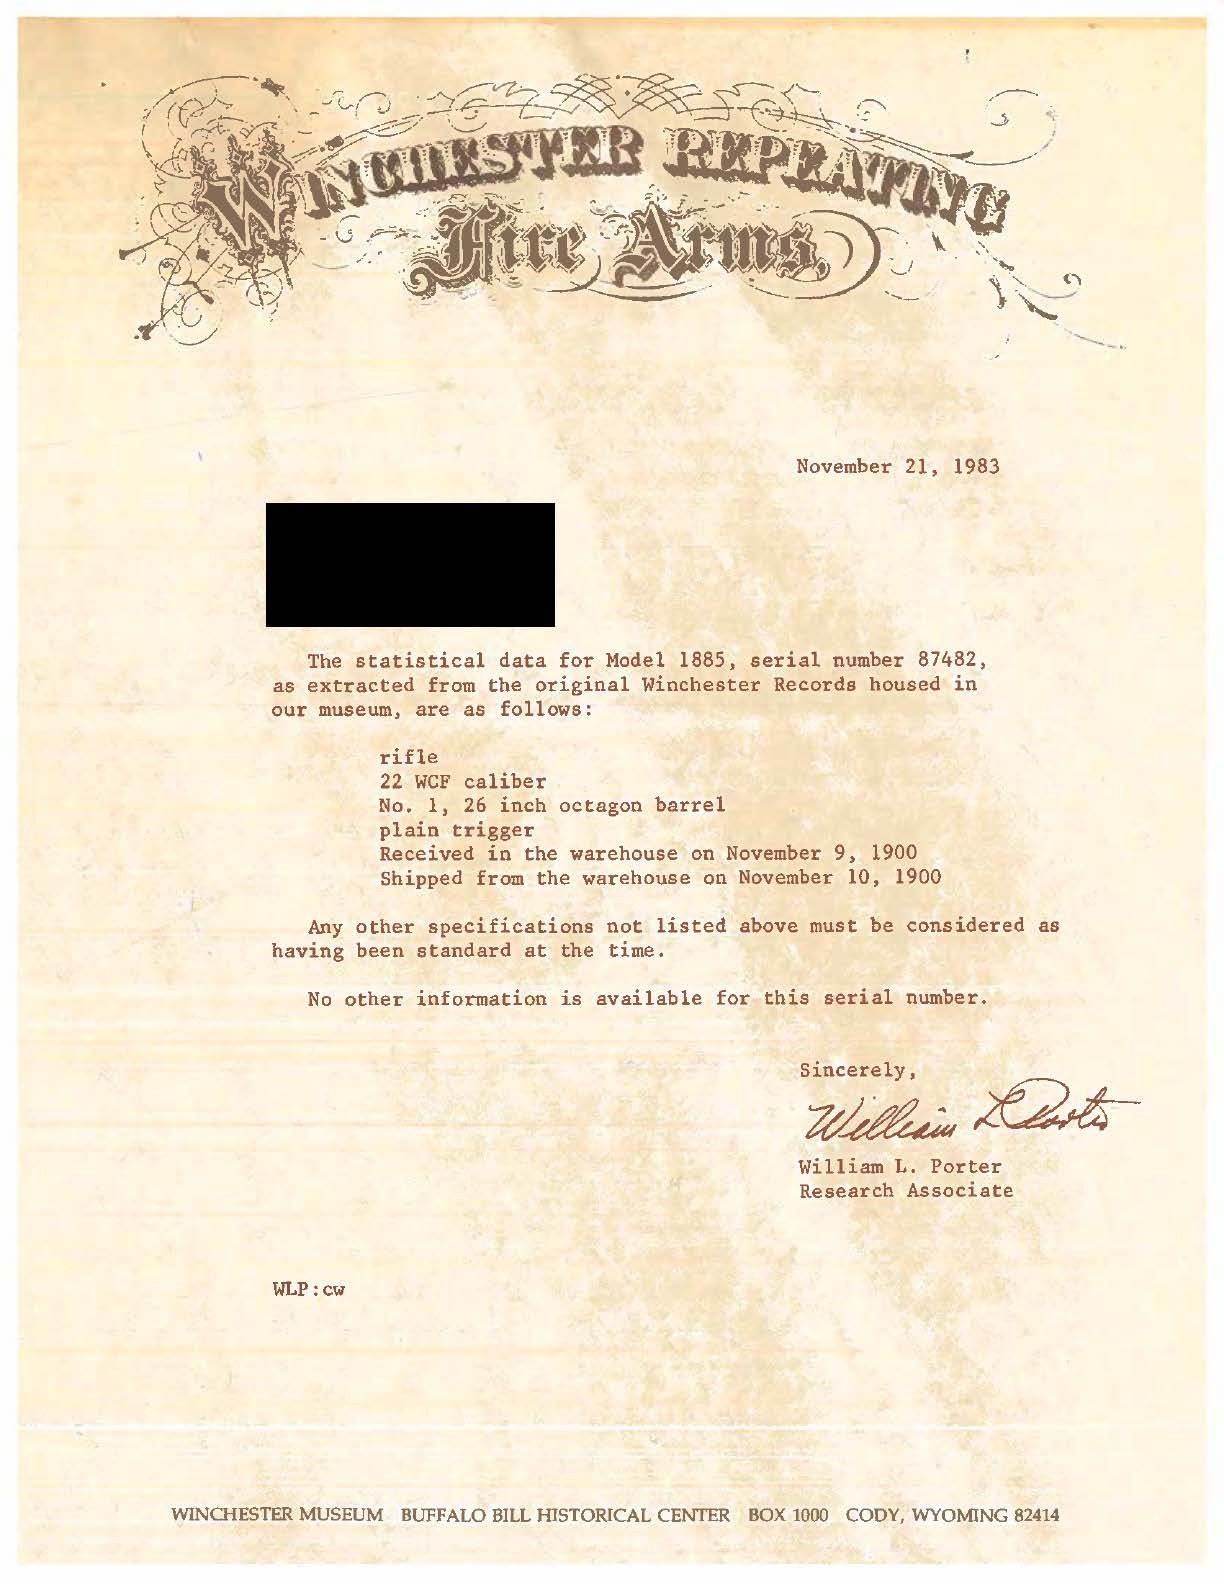 WINCHESTER REPEATING
Fire Arms,
November 21, 1983
The statistical data for Model 1885, serial number 87482,
as extracted from the original Winchester Records housed in
our museum, are as follows:
rifle
22 WCF caliber
No. 1, 26 inch octagon barrel
plain trigger
Received in the warehouse on November 9, 1900
Shipped from the warehouse on November 10, 1900
Any other specifications not listed above must be considered as
having been standard at the time.
No other information is available for this serial number.
Sincerely,
William L Porter
William L. Porter
Research Associate
WLP:cw
WINCHESTER MUSEUM BUFFALO BILL HISTORICAL CENTER BOX 1000 CODY, WYOMING 82414